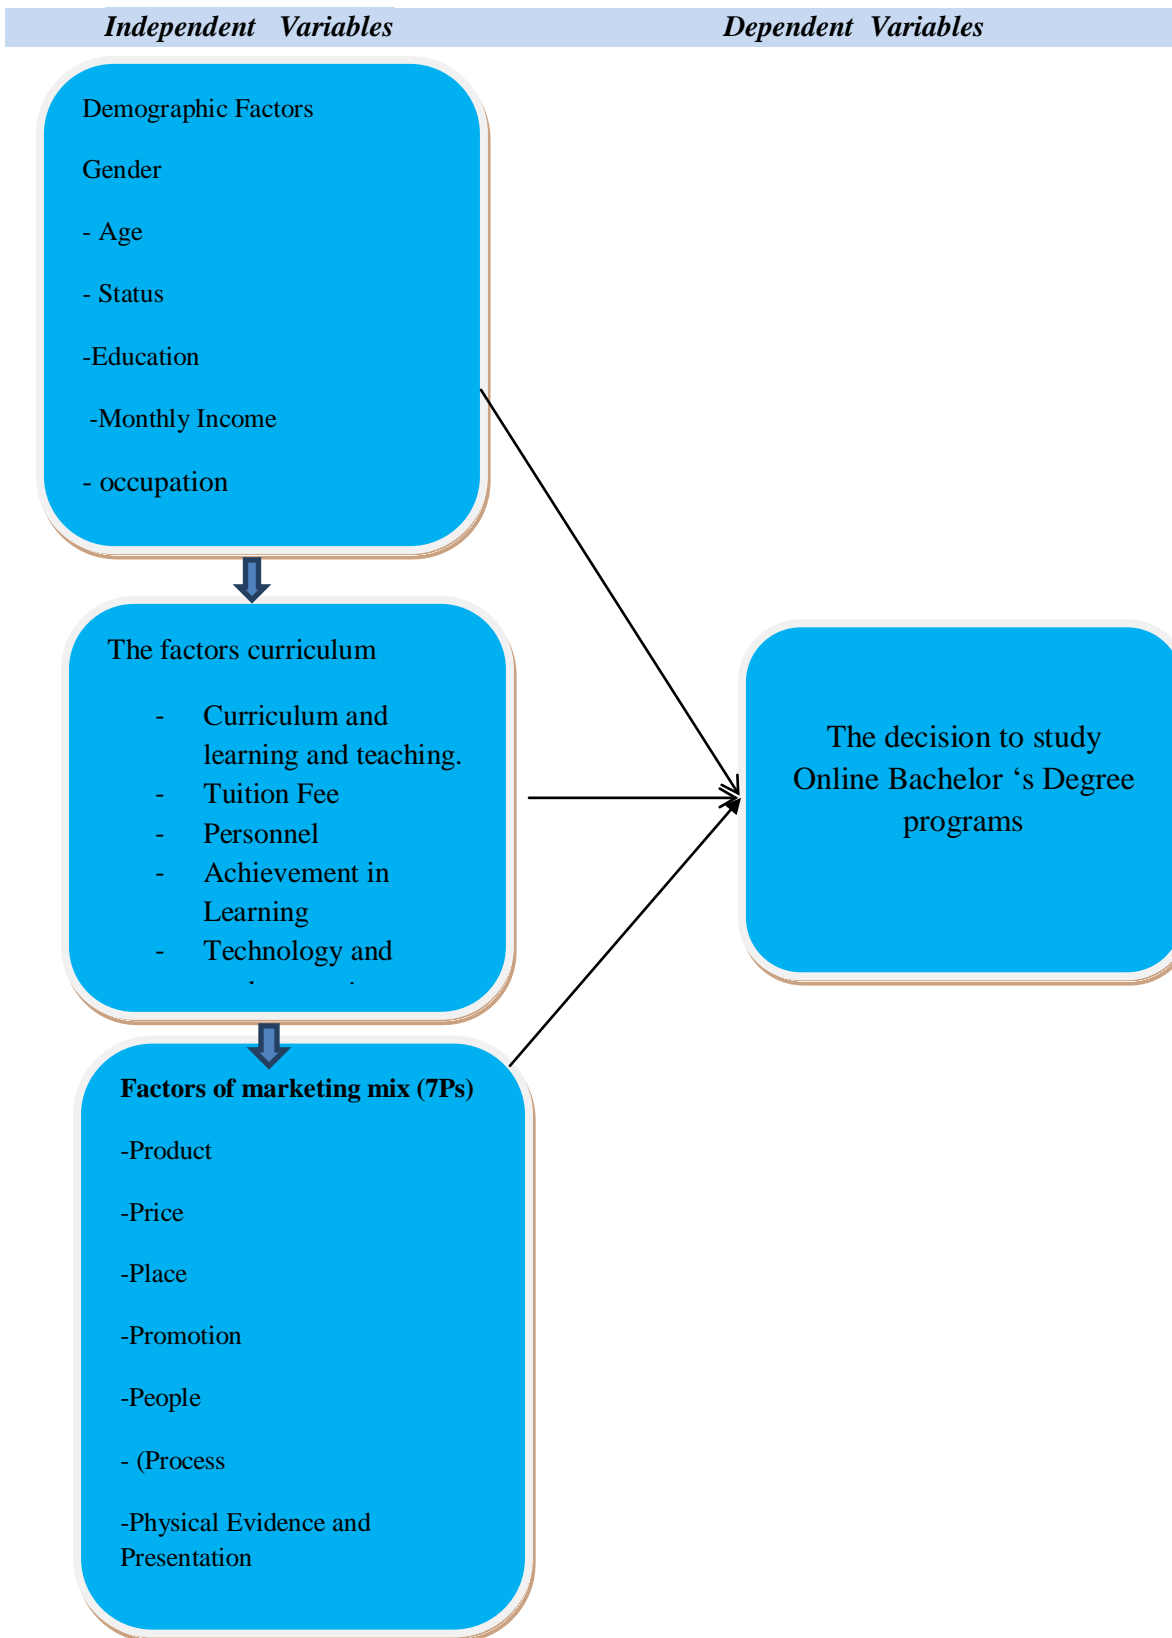 Independent Variables
Dependent Variables
Demographic Factors
Gender
- Age
- Status
-Education
-Monthly Income
- occupation
The factors curriculum
- Curriculum and
learning and teaching.
- Tuition Fee
- Personnel
- Achievement in
Learning
- Technology and
The decision to study
Online Bachelor ‘s Degree
programs
Factors of marketing mix (7Ps)
-Product
-Price
-Place
-Promotion
-People
- (Process
-Physical Evidence and
Presentation